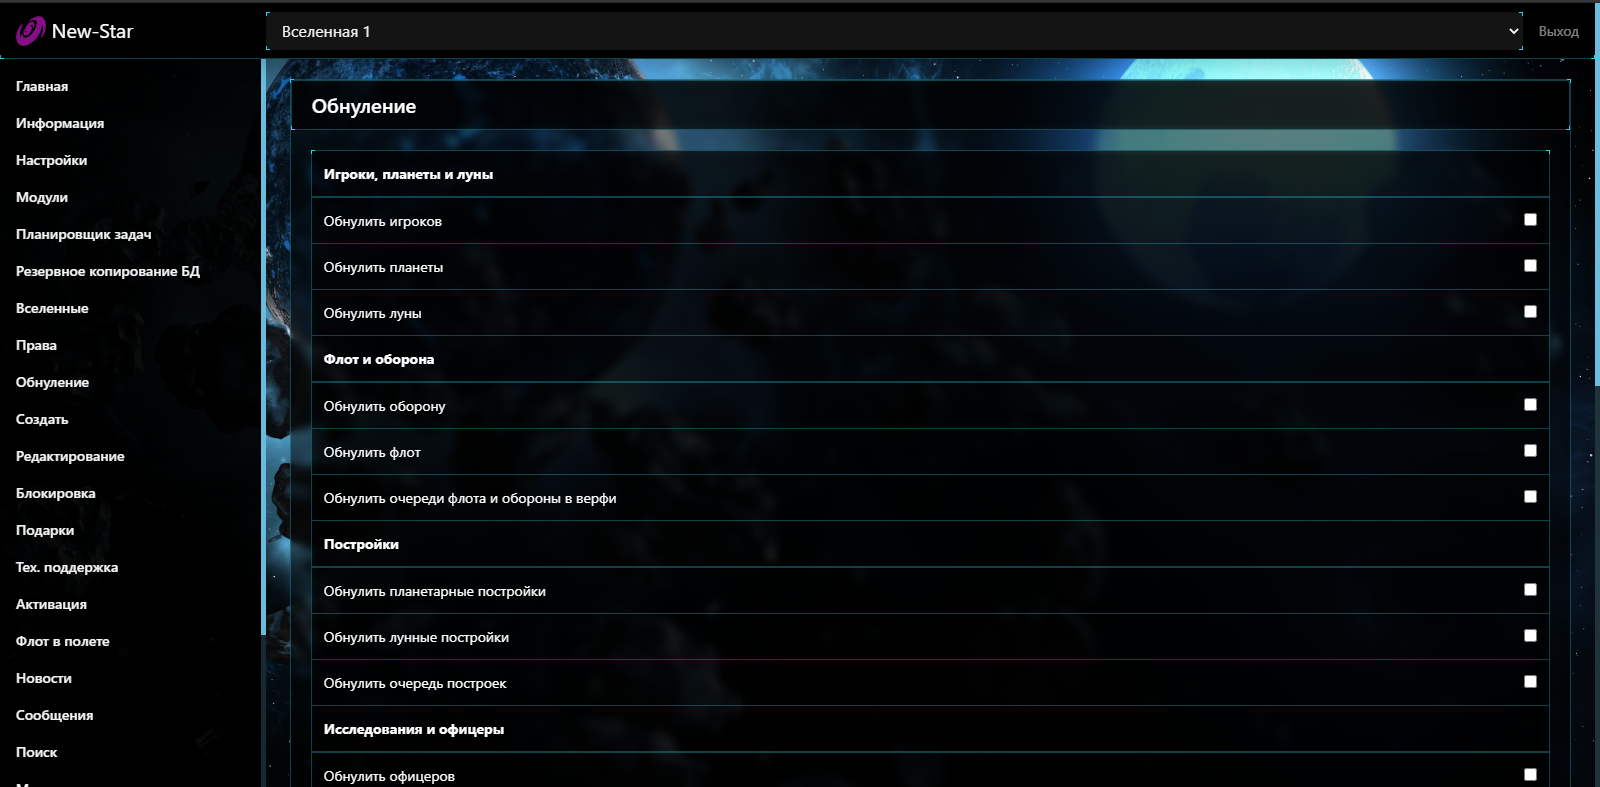 New-Star
Вселенная 1
Выход
Главная
Информация
Настройки
Модули
Планировщик задач
Резервное копирование БД
Вселенные
Права
Обнуление
Создать
Редактирование
Блокировка
Подарки
Тех. поддержка
Активация
Флот в полете
Новости
Сообщения
Поиск
Обнуление
Игроки, планеты и луны
Обнулить игроков
Обнулить планеты
Обнулить луны
Флот и оборона
Обнулить оборону
Обнулить флот
Обнулить очереди флота и обороны в верфи
Постройки
Обнулить планетарные постройки
Обнулить лунные постройки
Обнулить очередь построек
Исследования и офицеры
Обнулить офицеров